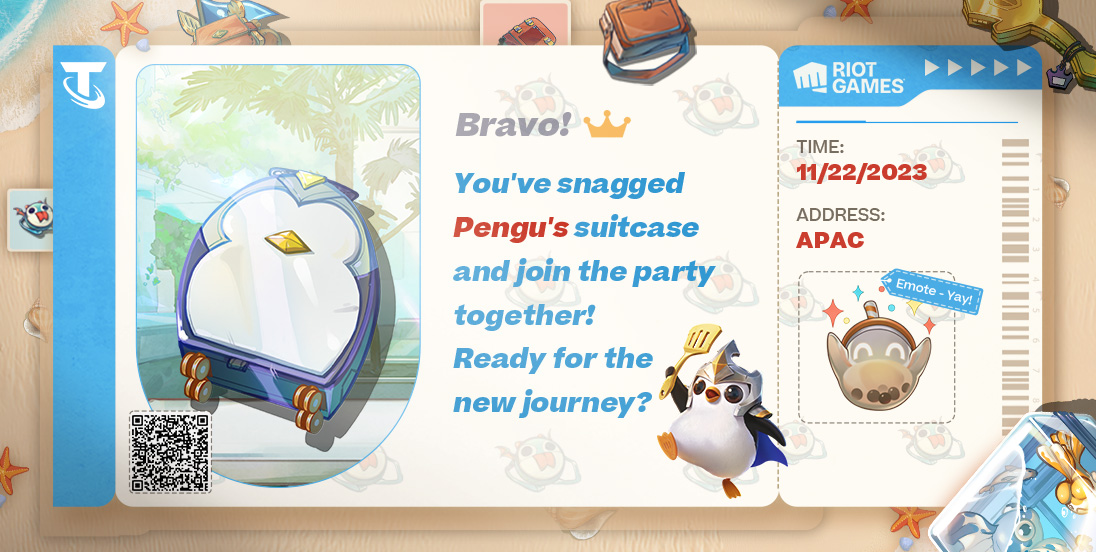 Bravo!
You've snagged
Pengu's suitcase
and join the party
together!
Ready for the
new journey?
RIOT
GAMES
TIME:
11/22/2023
ADDRESS:
APAC
Emote - Yay!